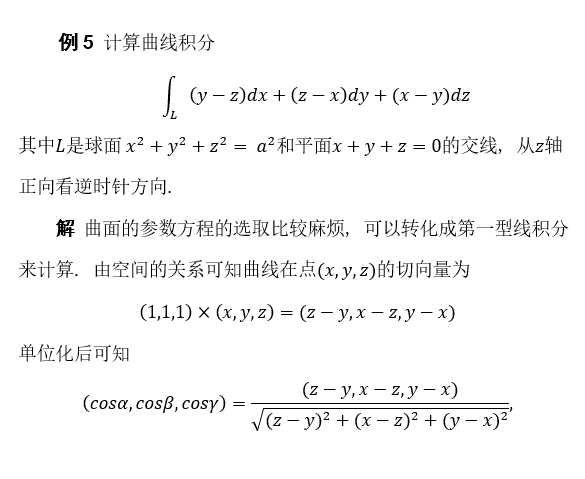 例 5 计算曲线积分
∫_L (y − z)dx + (z − x)dy + (x − y)dz
其中L是球面 x² + y² + z² = a²和平面x + y + z = 0的交线, 从z轴
正向看逆时针方向.
解 曲面的参数方程的选取比较麻烦, 可以转化成第一型线积分
来计算. 由空间的关系可知曲线在点(x, y, z)的切向量为
(1,1,1) × (x, y, z) = (z − y, x − z, y − x)
单位化后可知
(cosα, cosβ, cosγ) = (z − y, x − z, y − x) / √((z − y)² + (x − z)² + (y − x)²),